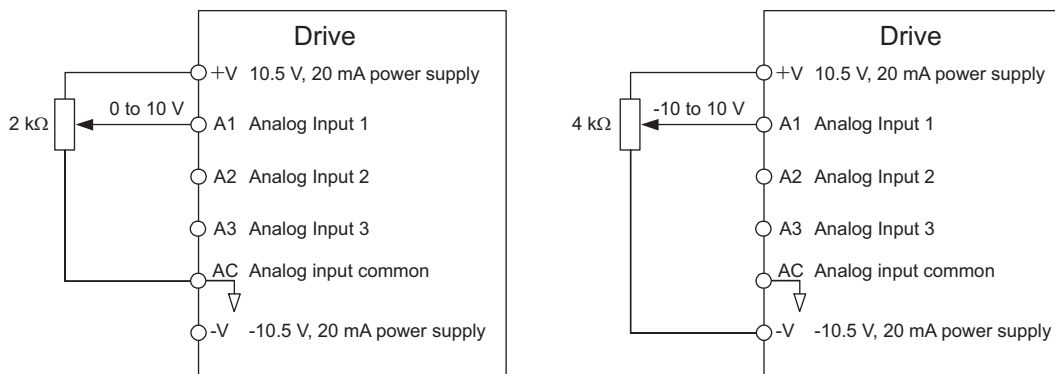 Drive
+V 10.5 V, 20 mA power supply
0 to 10 V
2 kΩ
A1 Analog Input 1
A2 Analog Input 2
A3 Analog Input 3
AC Analog input common
-V -10.5 V, 20 mA power supply
Drive
+V 10.5 V, 20 mA power supply
-10 to 10 V
4 kΩ
A1 Analog Input 1
A2 Analog Input 2
A3 Analog Input 3
AC Analog input common
-V -10.5 V, 20 mA power supply